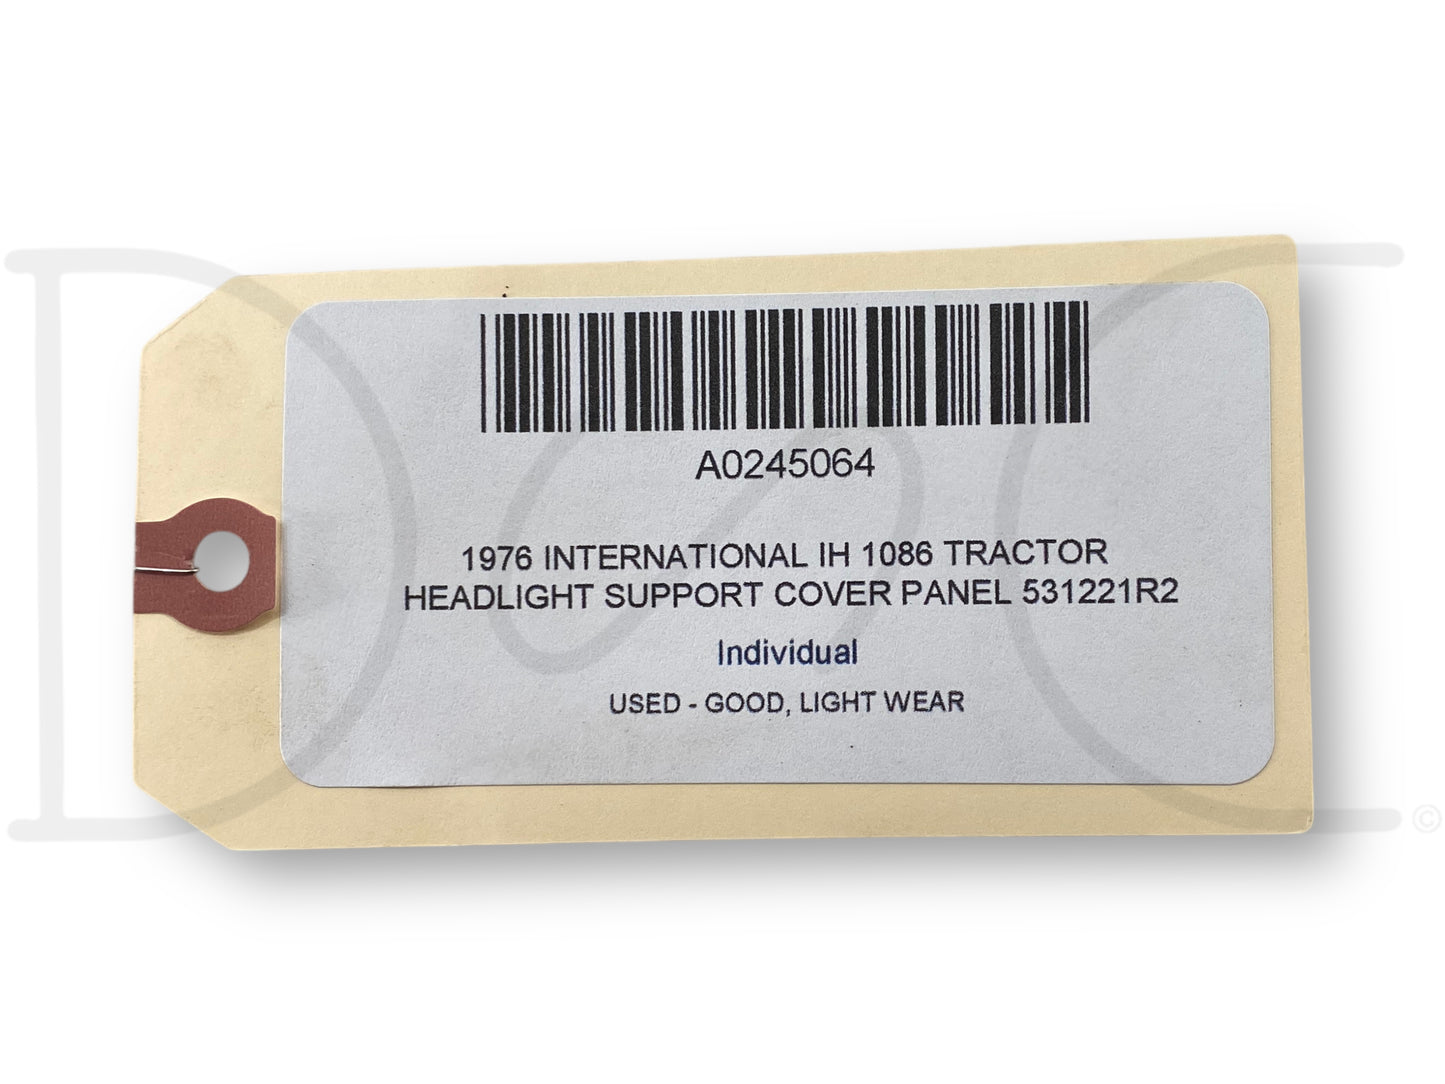 A0245064
1976 INTERNATIONAL IH 1086 TRACTOR
HEADLIGHT SUPPORT COVER PANEL 531221R2
Individual
USED - GOOD, LIGHT WEAR
D C ©